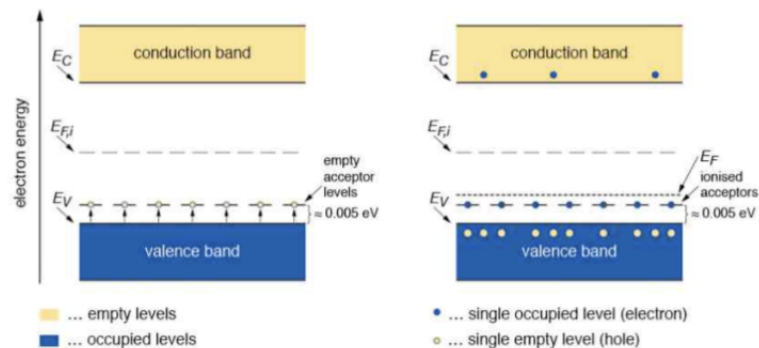 conduction band
E_C
electron energy
E_F,i
empty
acceptor
levels
E_V
≈ 0.005 eV
valence band
... empty levels
... occupied levels
conduction band
E_C
E_F,i
E_F
ionised
acceptors
E_V
≈ 0.005 eV
valence band
... single occupied level (electron)
... single empty level (hole)